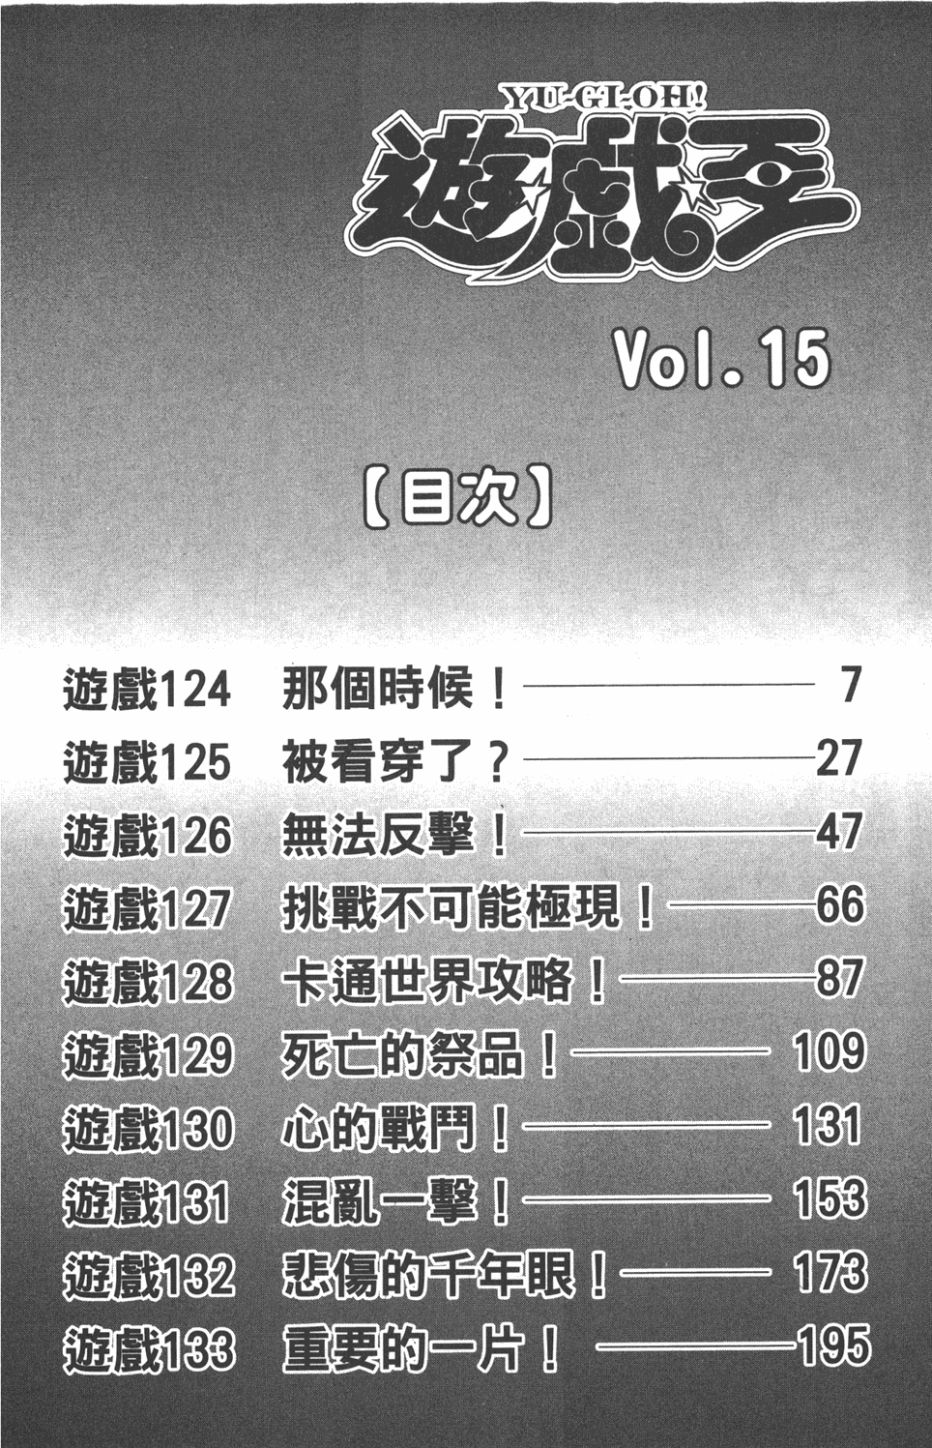 YU-GI-OH!
遊戲王
Vol.15
【目次】
遊戲124 那個時候！ 7
遊戲125 被看穿了？ 27
遊戲126 無法反擊！ 47
遊戲127 挑戰不可能極現！ 66
遊戲128 卡通世界攻略！ 87
遊戲129 死亡的祭品！ 109
遊戲130 心的戰鬥！ 131
遊戲131 混亂一擊！ 153
遊戲132 悲傷的千年眼！ 173
遊戲133 重要的一片！ 195